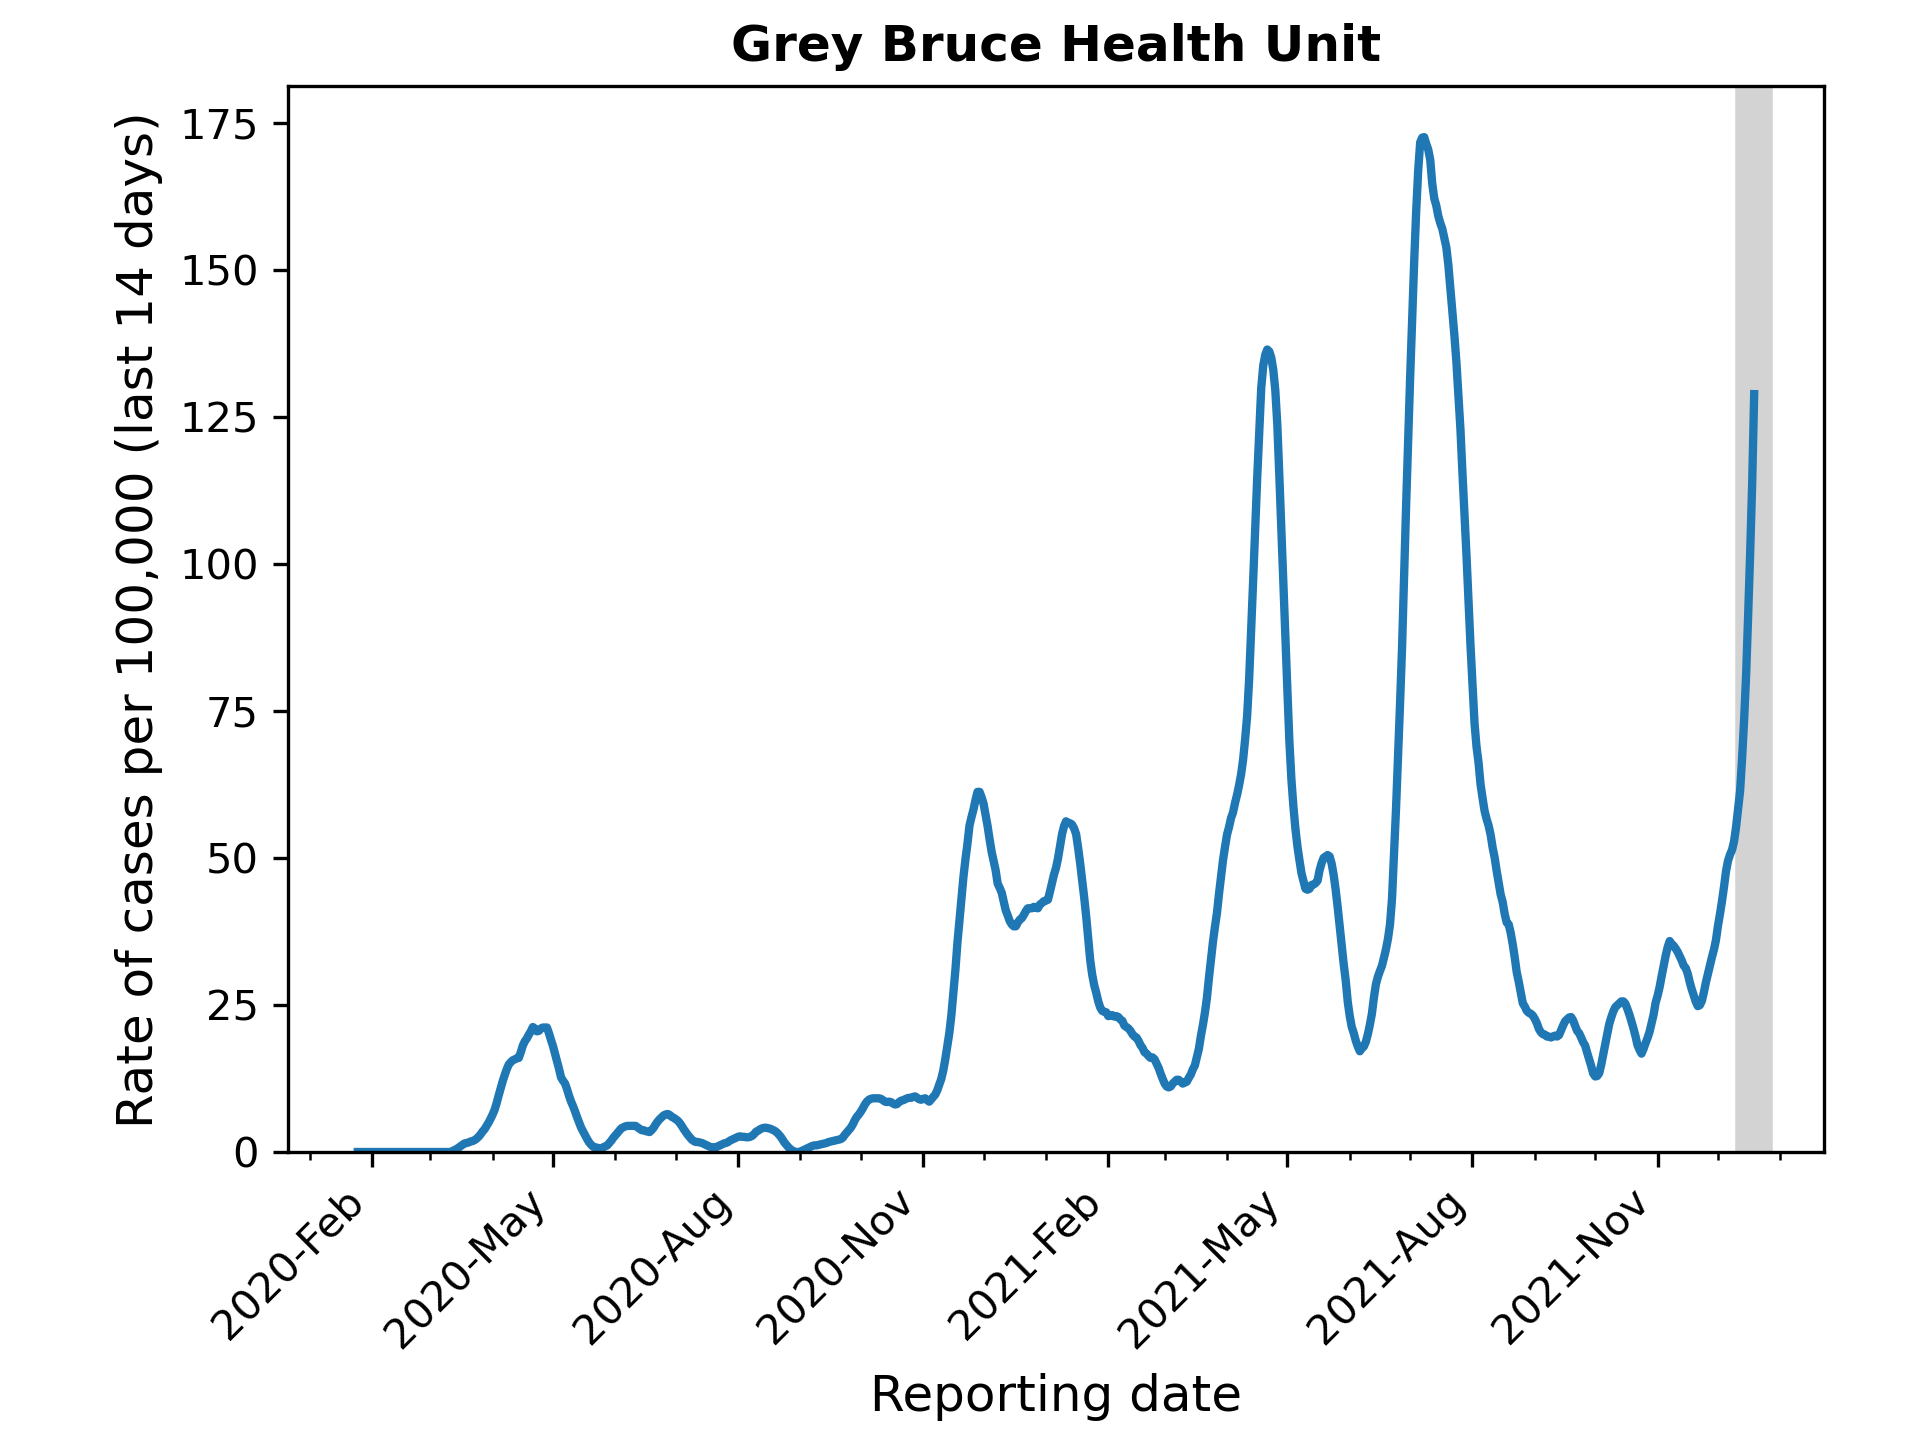 Grey Bruce Health Unit
Rate of cases per 100,000 (last 14 days)
175
150
125
100
75
50
25
0
2020-Feb
2020-May
2020-Aug
2020-Nov
2021-Feb
2021-May
2021-Aug
2021-Nov
Reporting date